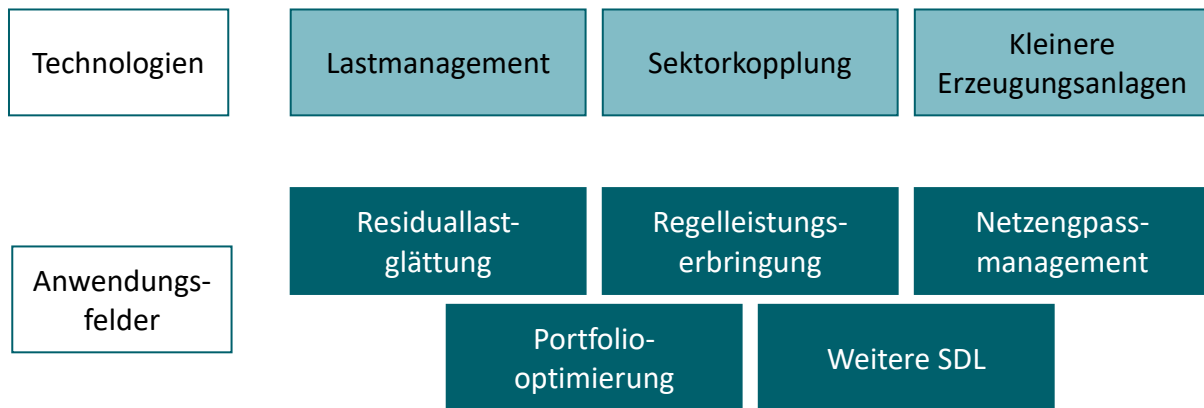 Technologien
Lastmanagement
Sektorkopplung
Kleinere
Erzeugungsanlagen
Anwendungs-
felder
Residuallast-
glättung
Regelleistungs-
erbringung
Netzengpass-
management
Portfolio-
optimierung
Weitere SDL